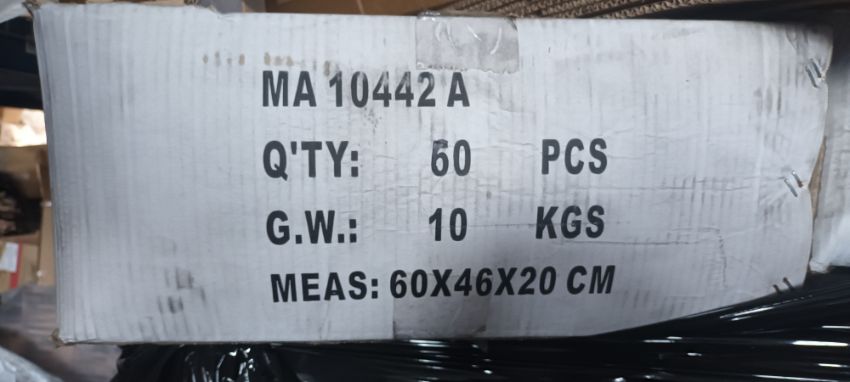 MA 10442 A
Q'TY: 60 PCS
G.W.: 10 KGS
MEAS: 60X46X20 CM